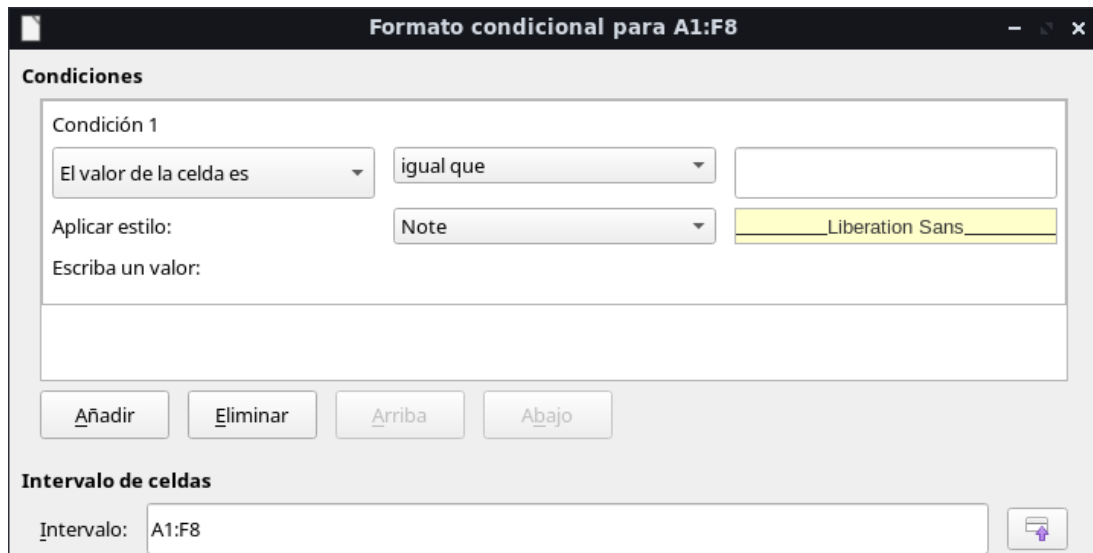 Formato condicional para A1:F8
Condiciones
Condición 1
El valor de la celda es igual que
Aplicar estilo: Note Liberation Sans
Escriba un valor:
Añadir Eliminar Arriba Abajo
Intervalo de celdas
Intervalo: A1:F8